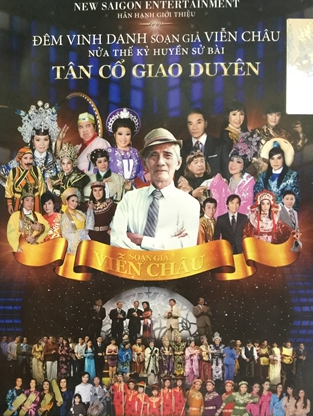 NEW SAIGON ENTERTAINMENT
HÂN HẠNH GIỚI THIỆU
ĐÊM VINH DANH SOẠN GIẢ VIỄN CHÂU
NỬA THẾ KỶ HUYỀN SỬ BÀI
TÂN CỔ GIAO DUYÊN
SOẠN GIẢ
VIỄN CHÂU